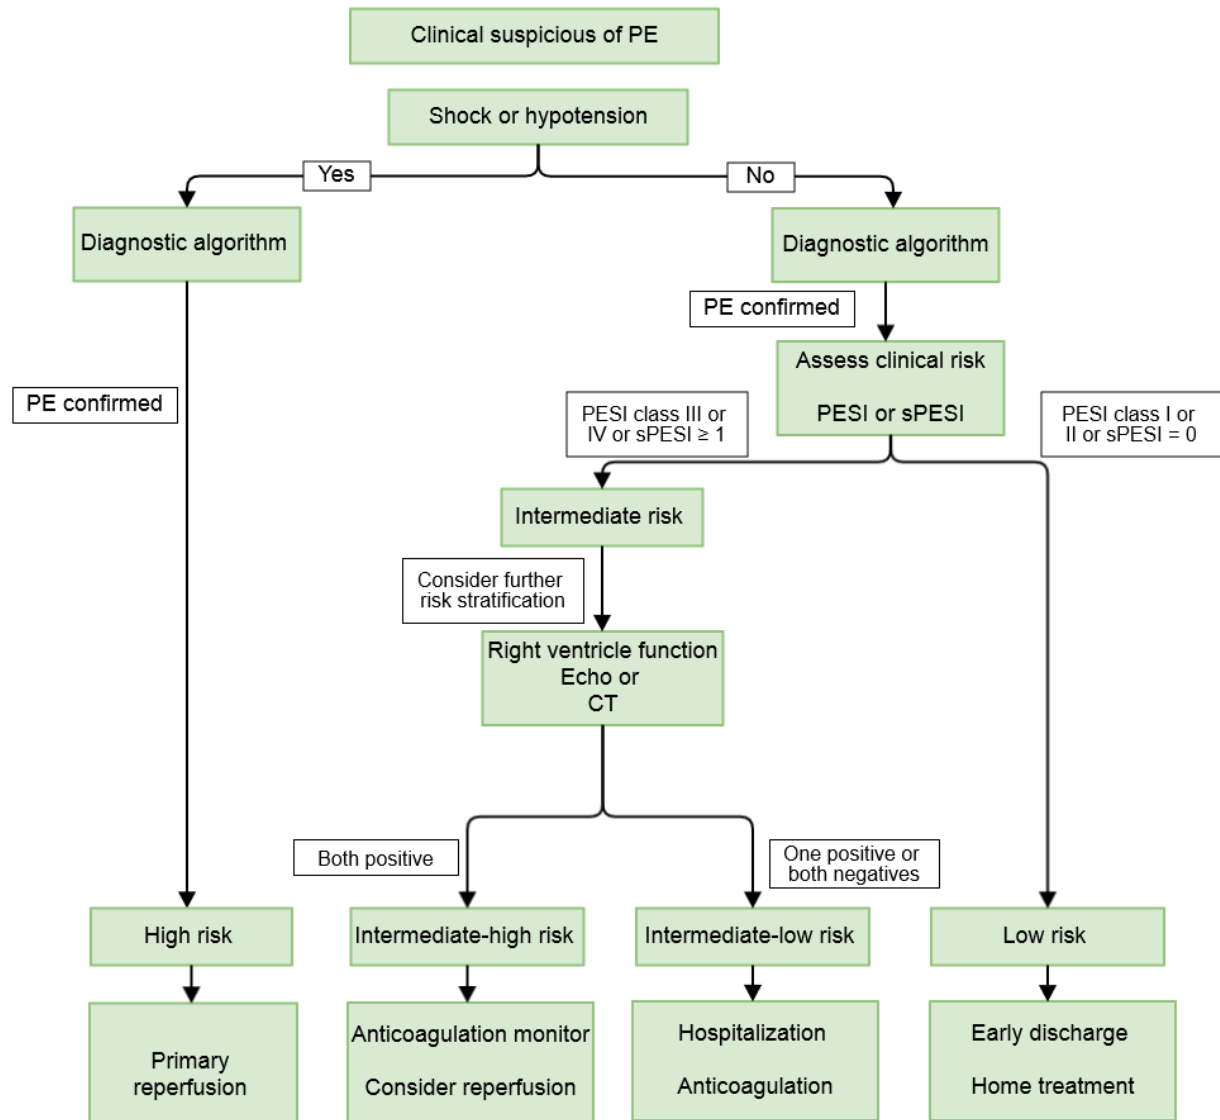 Clinical suspicious of PE
Shock or hypotension
Yes
No
Diagnostic algorithm
Diagnostic algorithm
PE confirmed
Assess clinical risk
PESI or sPESI
PE confirmed
PESI class III or
IV or sPESI ≥ 1
PESI class I or
II or sPESI = 0
Intermediate risk
Consider further
risk stratification
Right ventricle function
Echo or
CT
Both positive
One positive or
both negatives
High risk
Intermediate-high risk
Intermediate-low risk
Low risk
Primary
reperfusion
Anticoagulation monitor
Consider reperfusion
Hospitalization
Anticoagulation
Early discharge
Home treatment